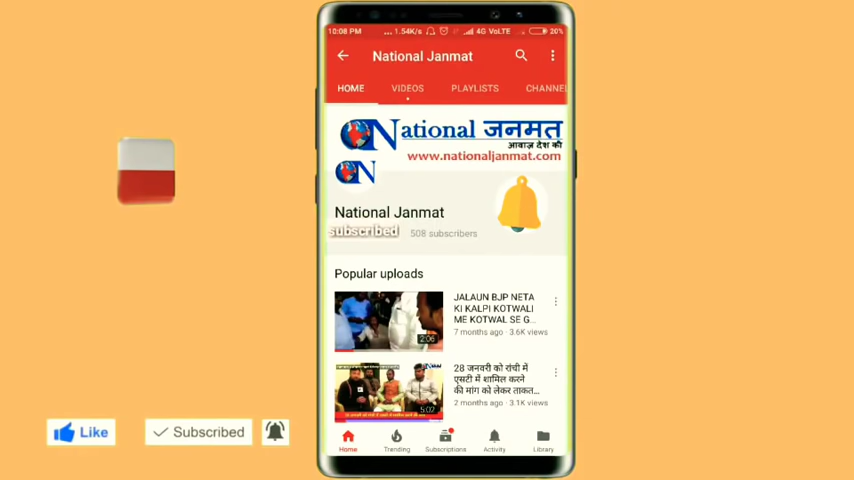 10:08 PM ... 1.54K/s 4G VoLTE 20%
National Janmat
HOME VIDEOS PLAYLISTS CHANNEL
National जनमत
आवाज़ देश की
www.nationaljanmat.com
N
National Janmat
subscribed 508 subscribers
Popular uploads
JALAUN BJP NETA
KI KALPI KOTWALI
ME KOTWAL SE G...
7 months ago · 3.6K views
2:06
28 जनवरी को रांची में
एसटी में शामिल करने
की मांग को लेकर ताकत...
2 months ago · 3.1K views
5:02
Home Trending Subscriptions Activity Library
Like Subscribed